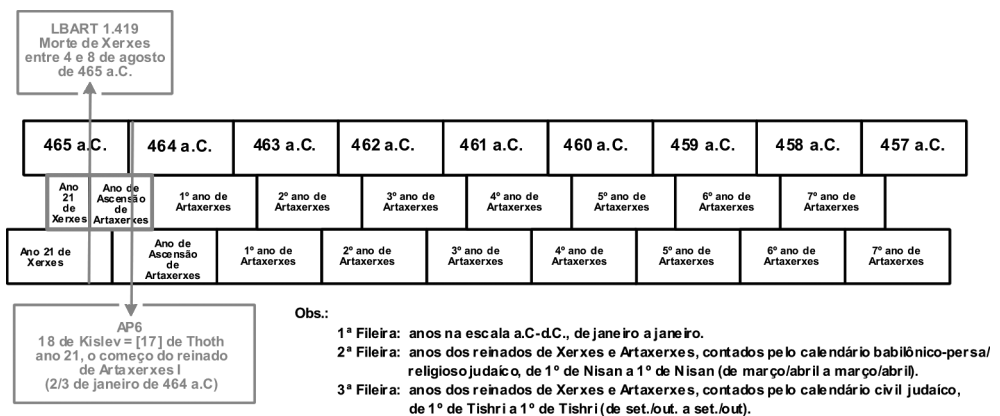 LBART 1.419
Morte de Xerxes
entre 4 e 8 de agosto
de 465 a.C.
465 a.C. 464 a.C. 463 a.C. 462 a.C. 461 a.C. 460 a.C. 459 a.C. 458 a.C. 457 a.C.
Ano
21
de
Xerxes
Ano de
Ascensão
de
Artaxerxes
1º ano de
Artaxerxes
2º ano de
Artaxerxes
3º ano de
Artaxerxes
4º ano de
Artaxerxes
5º ano de
Artaxerxes
6º ano de
Artaxerxes
7º ano de
Artaxerxes
Ano 21 de
Xerxes
Ano de
Ascensão
de
Artaxerxes
1º ano de
Artaxerxes
2º ano de
Artaxerxes
3º ano de
Artaxerxes
4º ano de
Artaxerxes
5º ano de
Artaxerxes
6º ano de
Artaxerxes
7º ano de
Artaxerxes
AP6
18 de Kislev = [17] de Thoth
ano 21, o começo do reinado
de Artaxerxes I
(2/3 de janeiro de 464 a.C)
Obs.:
1ª Fileira: anos na escala a.C-d.C., de janeiro a janeiro.
2ª Fileira: anos dos reinados de Xerxes e Artaxerxes, contados pelo calendário babilônico-persa/
religioso judaíco, de 1º de Nisan a 1º de Nisan (de março/abril a março/abril).
3ª Fileira: anos dos reinados de Xerxes e Artaxerxes, contados pelo calendário civil judaíco,
de 1º de Tishri a 1º de Tishri (de set./out. a set./out).